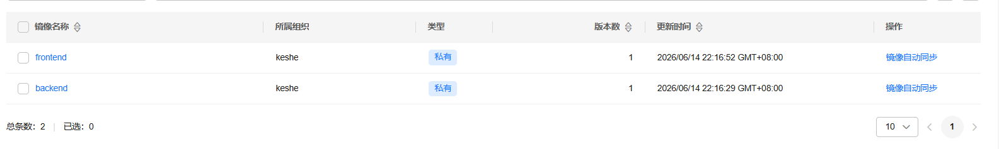 镜像名称 所属组织 类型 版本数 更新时间 操作
frontend keshe 私有 1 2026/06/14 22:16:52 GMT+08:00 镜像自动同步
backend keshe 私有 1 2026/06/14 22:16:29 GMT+08:00 镜像自动同步
总条数：2 | 已选：0 10 1